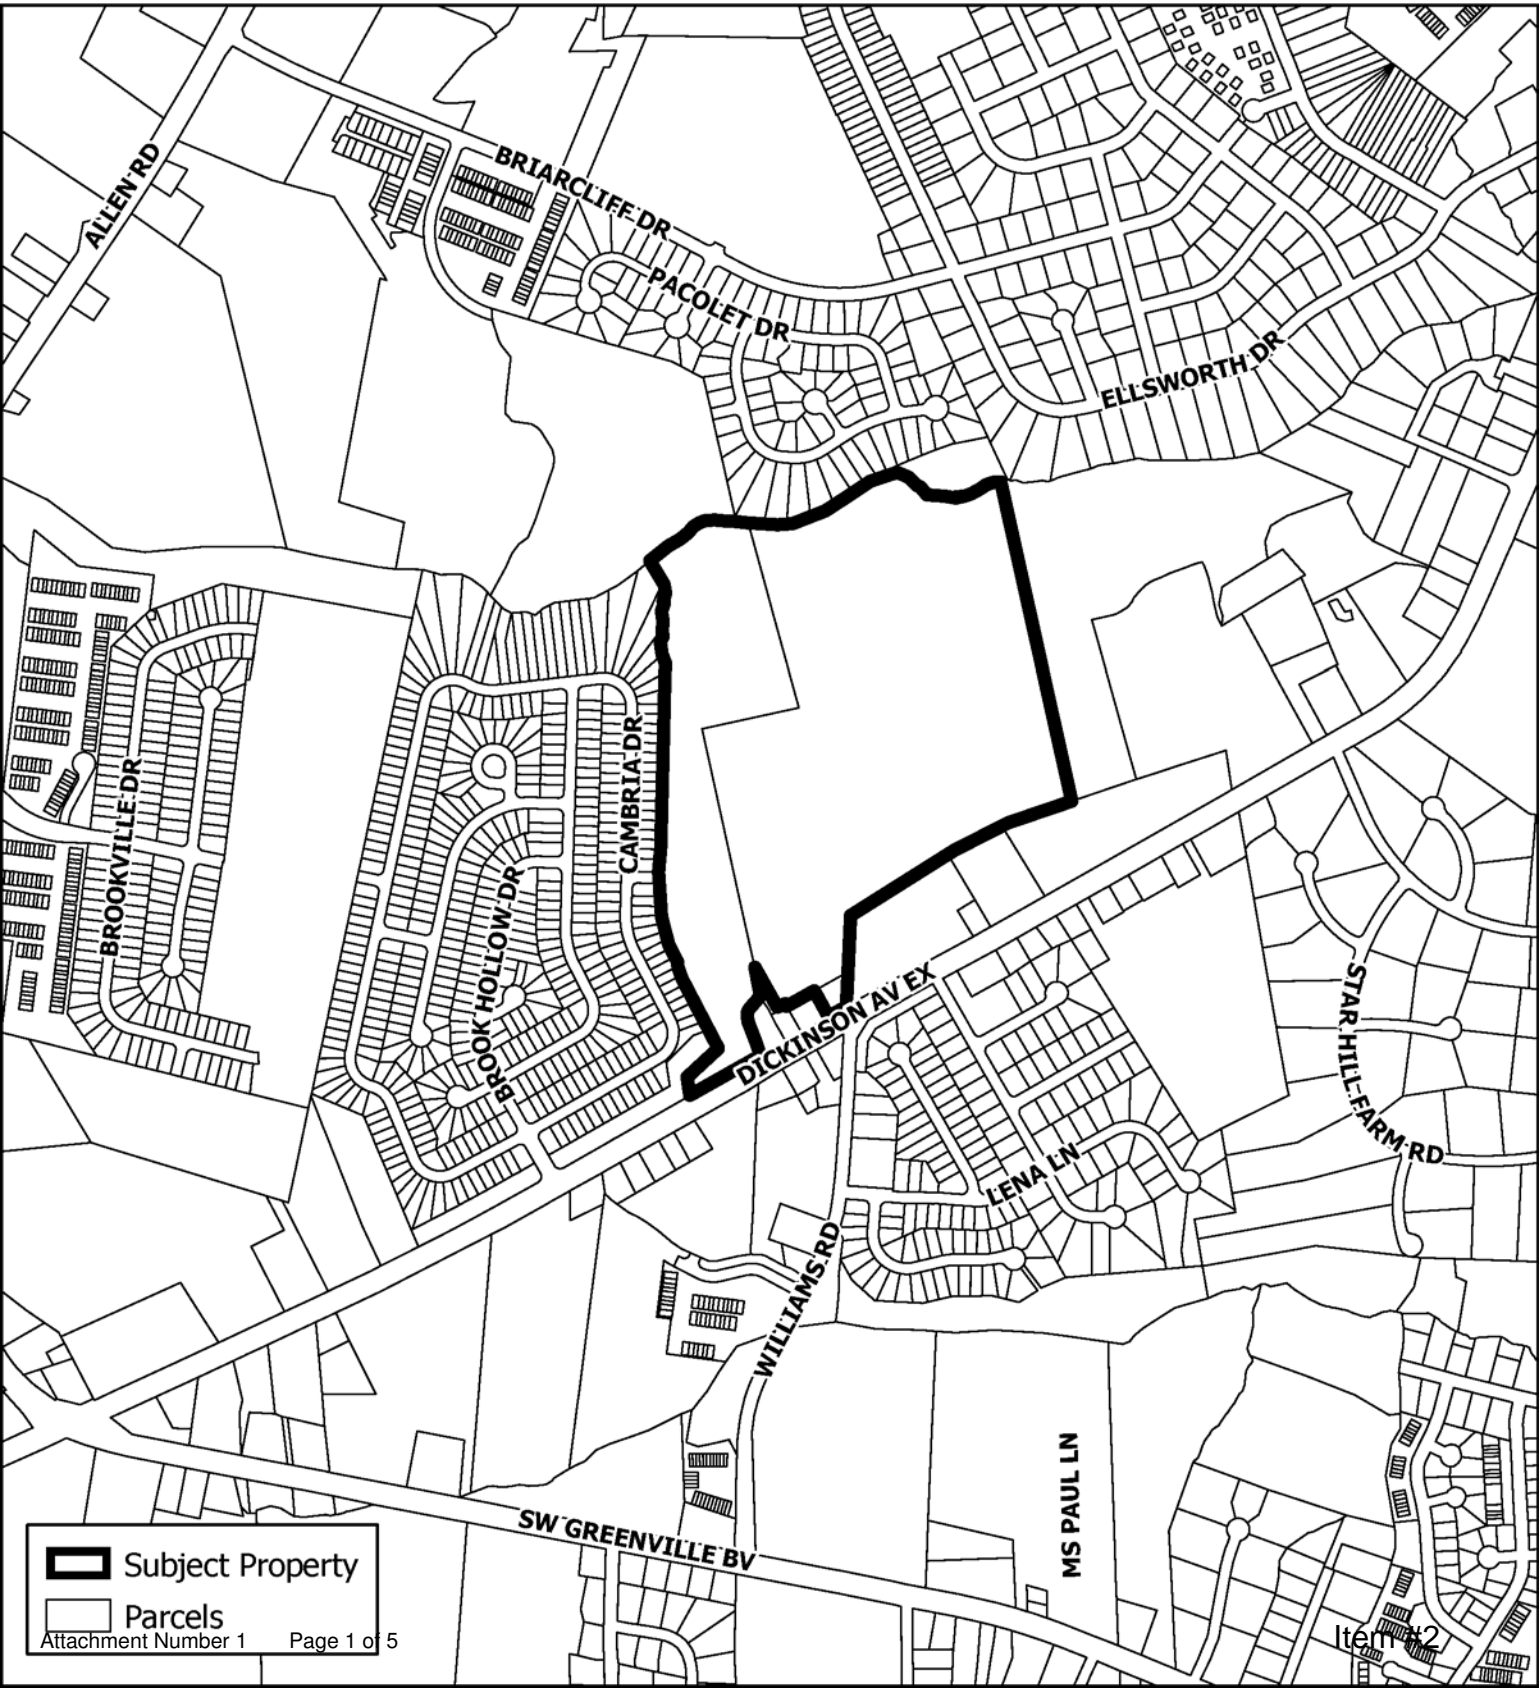 ALLEN RD
BRIARCLIFF DR
PACOLET DR
ELLSWORTH DR
CAMBRIA DR
BROOKVILLE DR
BROOK HOLLOW DR
DICKINSON AV EX
STAR HILL FARM RD
LENA LN
WILLIAMS RD
MS PAUL LN
SW GREENVILLE BV
Subject Property
Parcels
Attachment Number 1 Page 1 of 5
Item #2